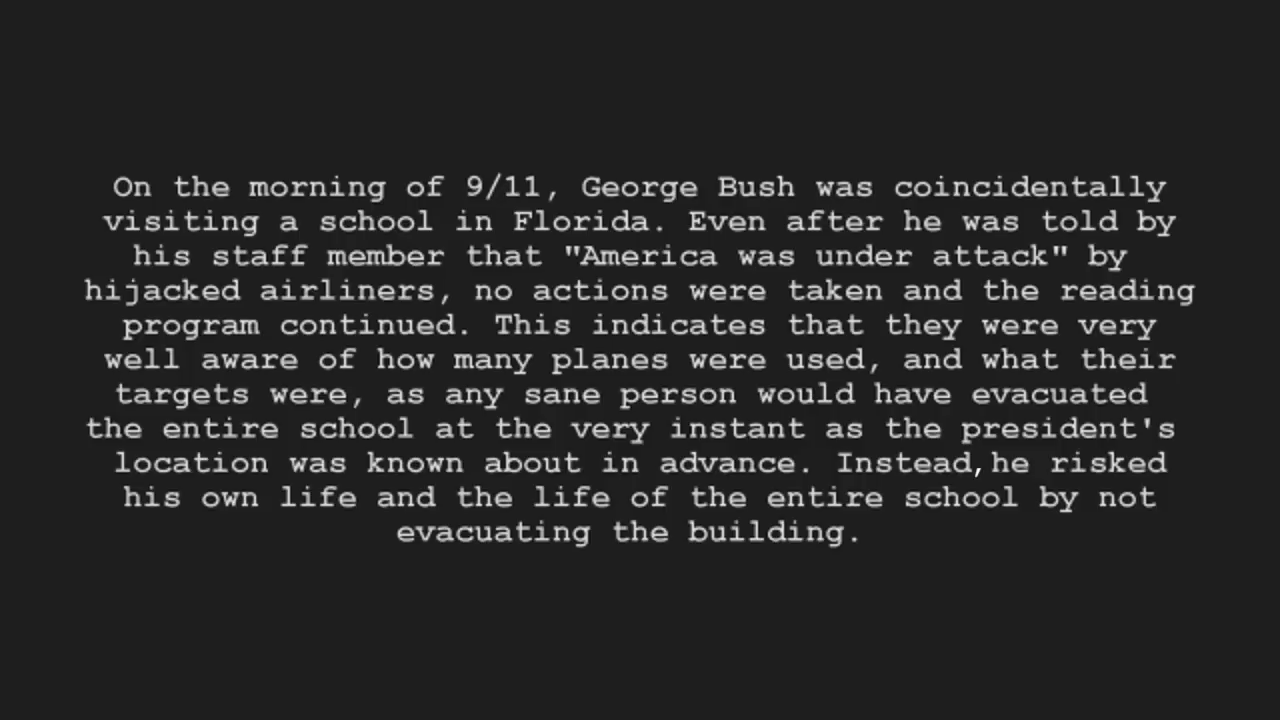 On the morning of 9/11, George Bush was coincidentally
visiting a school in Florida. Even after he was told by
his staff member that "America was under attack" by
hijacked airliners, no actions were taken and the reading
program continued. This indicates that they were very
well aware of how many planes were used, and what their
targets were, as any sane person would have evacuated
the entire school at the very instant as the president's
location was known about in advance. Instead,he risked
his own life and the life of the entire school by not
evacuating the building.